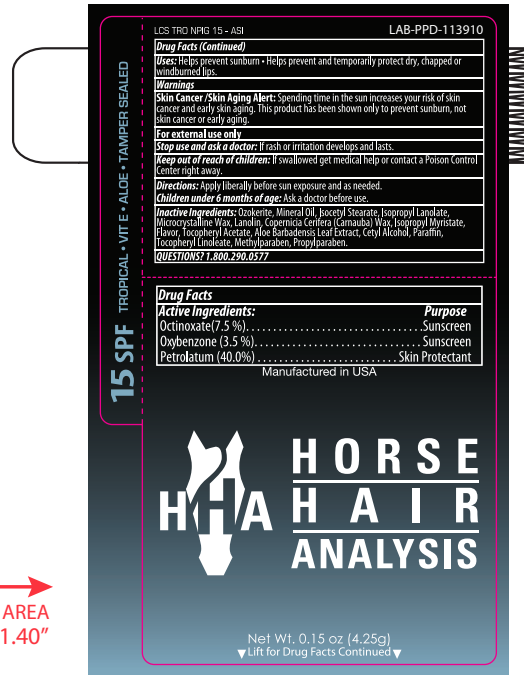 LCS TRO NPIG 15 - ASI
LAB-PPD-113910
Drug Facts (Continued)
Uses: Helps prevent sunburn • Helps prevent and temporarily protect dry, chapped or
windburned lips.
Warnings
Skin Cancer /Skin Aging Alert: Spending time in the sun increases your risk of skin
cancer and early skin aging. This product has been shown only to prevent sunburn, not
skin cancer or early aging.
For external use only
Stop use and ask a doctor: If rash or irritation develops and lasts.
Keep out of reach of children: If swallowed get medical help or contact a Poison Control
Center right away.
Directions: Apply liberally before sun exposure and as needed.
Children under 6 months of age: Ask a doctor before use.
Inactive Ingredients: Ozokerite, Mineral Oil, Isocetyl Stearate, Isopropyl Lanolate,
Microcrystalline Wax, Lanolin, Copernicia Cerifera (Carnauba) Wax, Isopropyl Myristate,
Flavor, Tocopheryl Acetate, Aloe Barbadensis Leaf Extract, Cetyl Alcohol, Paraffin,
Tocopheryl Linoleate, Methylparaben, Propylparaben.
QUESTIONS? 1.800.290.0577
15 SPF TROPICAL • VIT E • ALOE • TAMPER SEALED
Drug Facts
Active Ingredients: Purpose
Octinoxate(7.5 %)................................Sunscreen
Oxybenzone (3.5 %)..............................Sunscreen
Petrolatum (40.0%) ..........................Skin Protectant
Manufactured in USA
HHA
HORSE
HAIR
ANALYSIS
AREA
1.40”
Net Wt. 0.15 oz (4.25g)
▼Lift for Drug Facts Continued▼